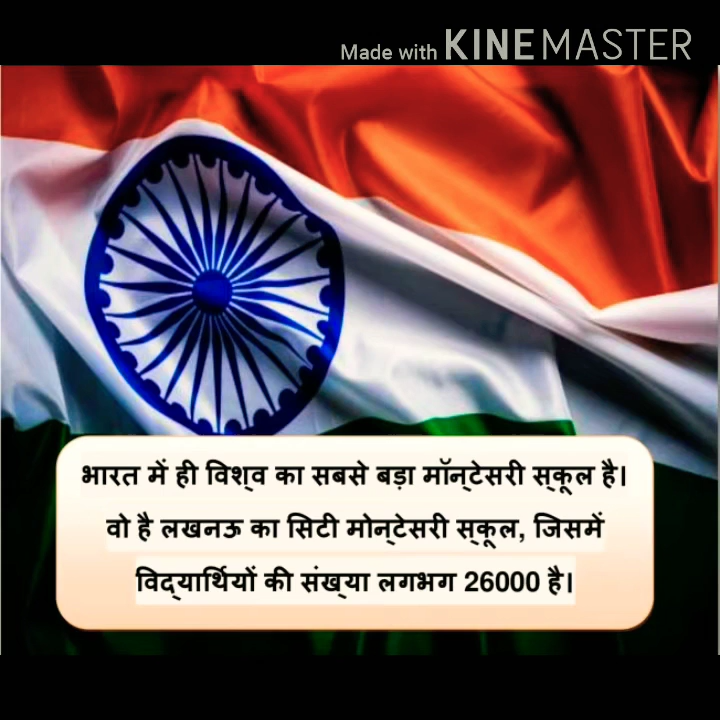 Made with KINEMASTER
भारत में ही विश्‌व का सबसे बड़ा मॉन्‌टेसरी स्‌कूल है।
वो है लखनऊ का सिटी मोन्‌टेसरी स्‌कूल, जिसमें
विद्‌यार्थियों की संख्‌या लगभग 26000 है।